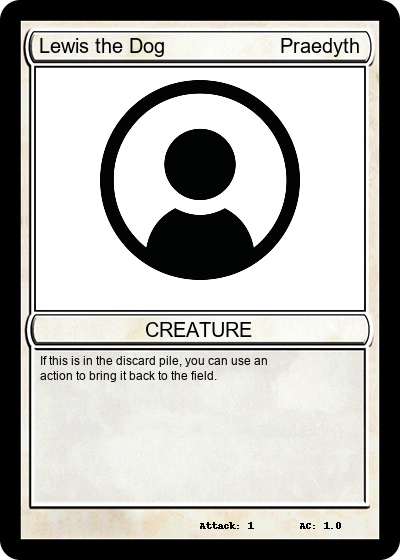 Lewis the Dog Praedyth
CREATURE
If this is in the discard pile, you can use an
action to bring it back to the field.
Attack: 1 AC: 1.0